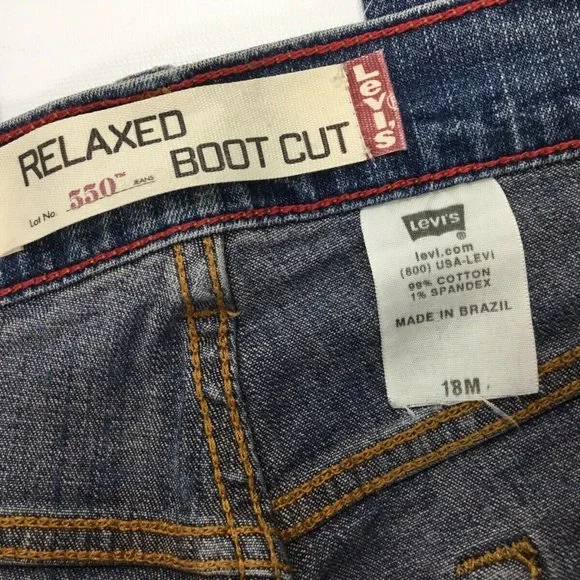 RELAXED
BOOT CUT
Lot No. 550™ JEANS
Levi's®
Levi's®
levi.com
(800) USA-LEVI
99% COTTON
1% SPANDEX
MADE IN BRAZIL
18M